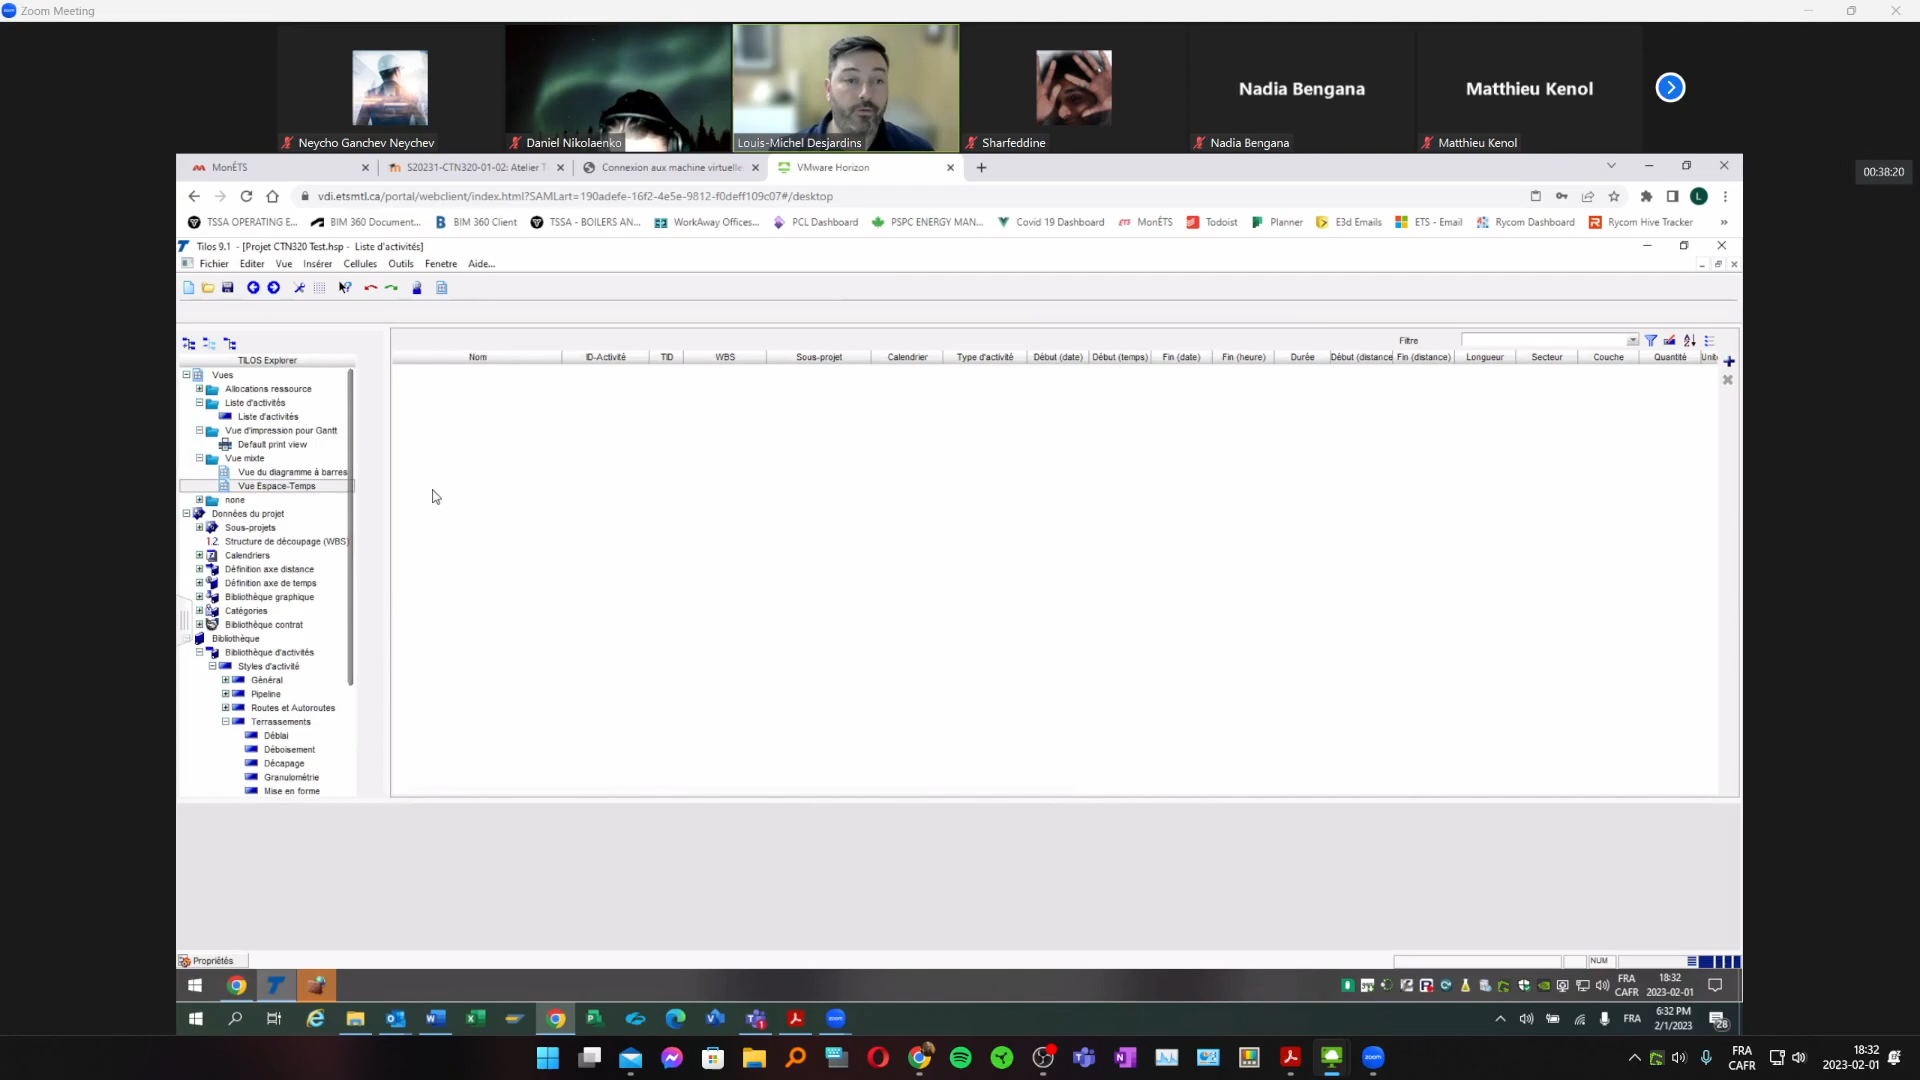 Zoom Meeting
Nadia Bengana
Matthieu Kenol
Neycho Ganchev Neychev
Daniel Nikolaenko
Louis-Michel Desjardins
Sharfeddine
Nadia Bengana
Matthieu Kenol
00:38:20
MonÉTS
S20231-CTN320-01-02: Atelier T
Connexion aux machine virtuelle
VMware Horizon
vdi.etsmtl.ca/portal/webclient/index.html?SAMLart=190adefe-16f2-4e5e-9812-f0deff109c07#/desktop
TSSA OPERATING E...
BIM 360 Document...
BIM 360 Client
TSSA - BOILERS AN...
WorkAway Offices...
PCL Dashboard
PSPC ENERGY MAN...
Covid 19 Dashboard
MonÉTS
Todoist
Planner
E3d Emails
ETS - Email
Rycom Dashboard
Rycom Hive Tracker
Tilos 9.1 - [Projet CTN320 Test.hsp - Liste d'activités]
Fichier Editer Vue Insérer Cellules Outils Fenetre Aide...
Filtre
TILOS Explorer
Nom ID-Activité TID WBS Sous-projet Calendrier Type d'activité Début (date) Début (temps) Fin (date) Fin (heure) Durée Début (distance Fin (distance) Longueur Secteur Couche Quantité Unité
Vues
Allocations ressource
Liste d'activités
Liste d'activités
Vue d'impression pour Gantt
Default print view
Vue mixte
Vue du diagramme à barres
Vue Espace-Temps
none
Données du projet
Sous-projets
1.2. Structure de découpage (WBS)
Calendriers
Définition axe distance
Définition axe de temps
Bibliothèque graphique
Catégories
Bibliothèque contrat
Bibliothèque
Bibliothèque d'activités
Styles d'activité
Général
Pipeline
Routes et Autoroutes
Terrassements
Déblai
Déboisement
Décapage
Granulométrie
Mise en forme
Propriétés
NUM
FRA
CAFR
18:32
2023-02-01
FRA
6:32 PM
2/1/2023
28
FRA
CAFR
18:32
2023-02-01